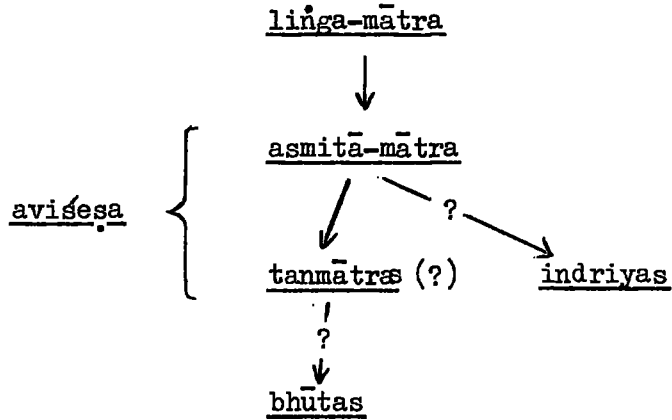 liṅga-mātra
asmitā-mātra
aviśeṣa
?
tanmātras (?)
indriyas
?
bhūtas